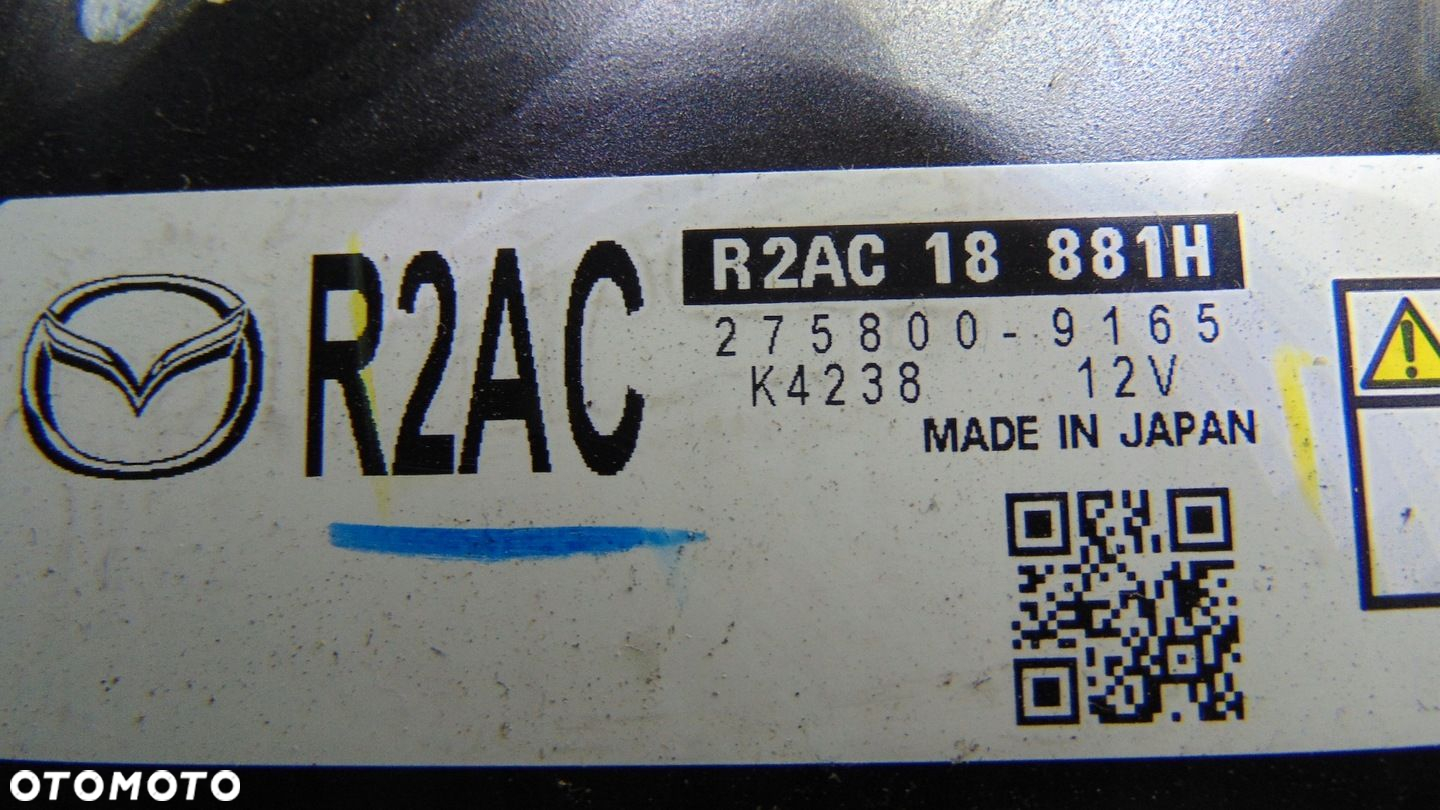 R2AC
R2AC 18 881H
275800-9165
K4238 12V
MADE IN JAPAN
OTOMOTO